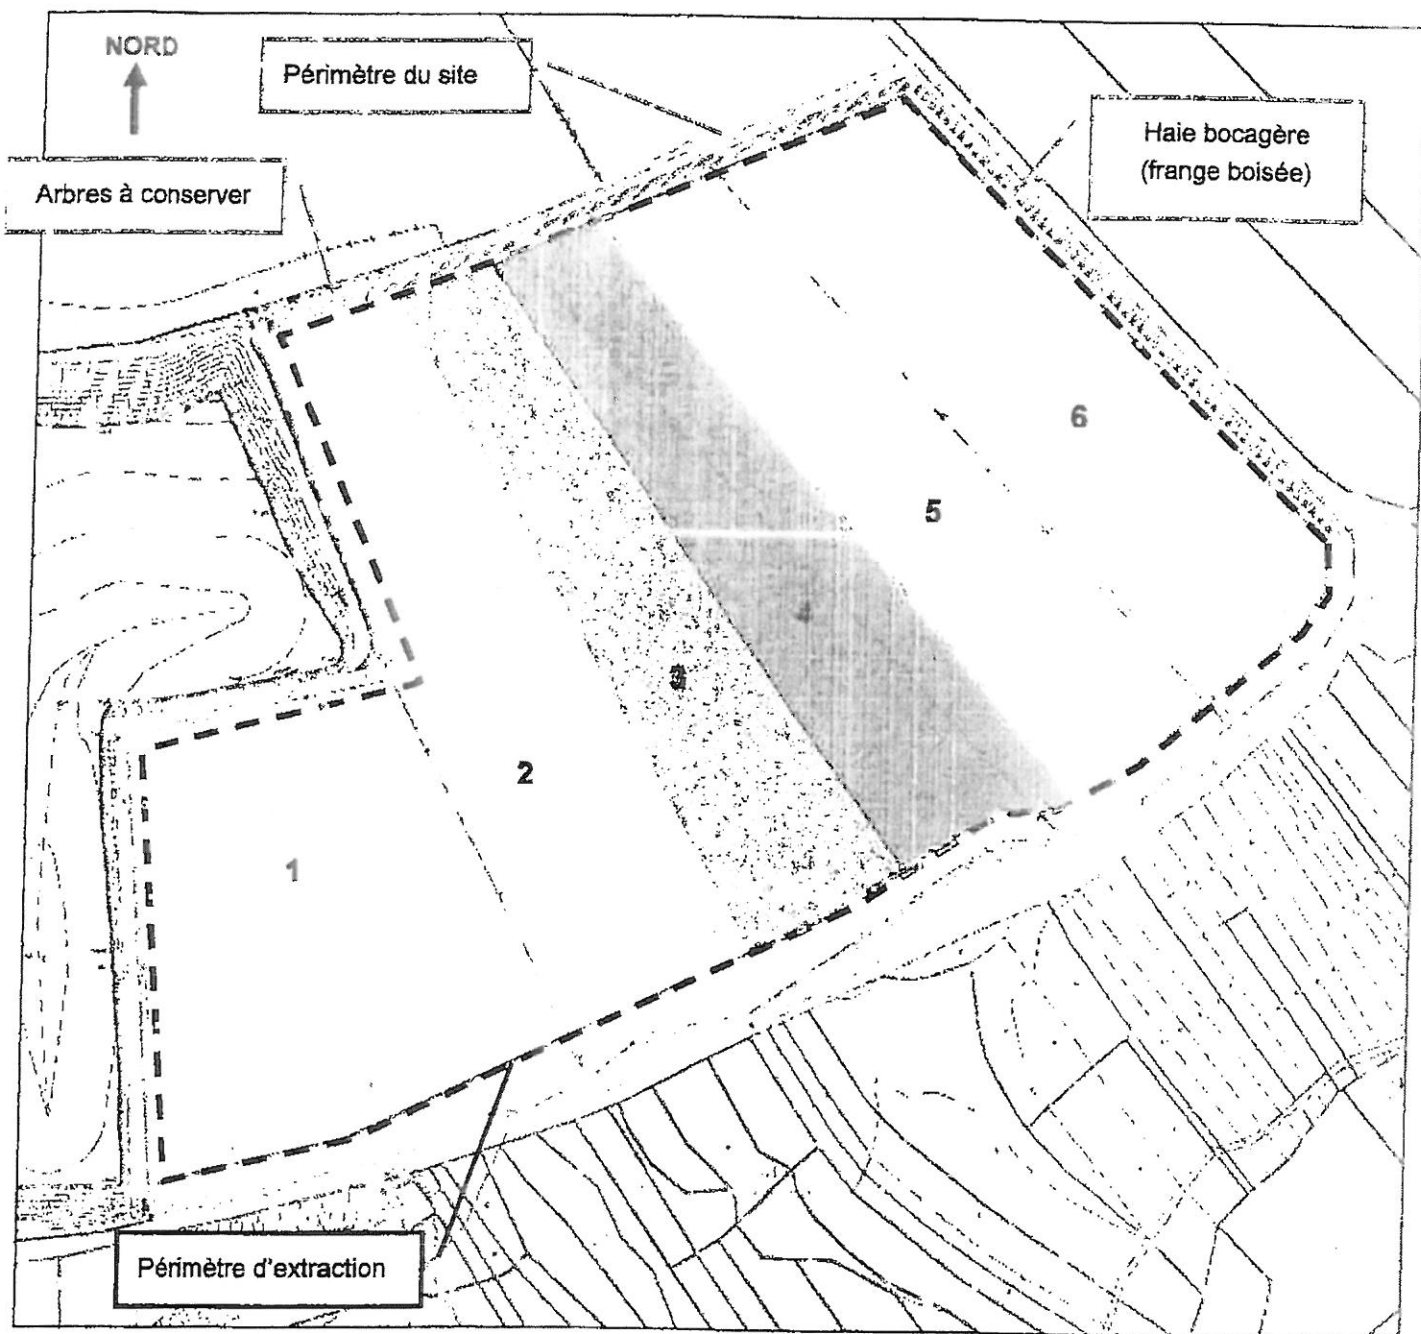 NORD
Périmètre du site
Haie bocagère
(frange boisée)
Arbres à conserver
6
5
4
3
2
1
Périmètre d'extraction